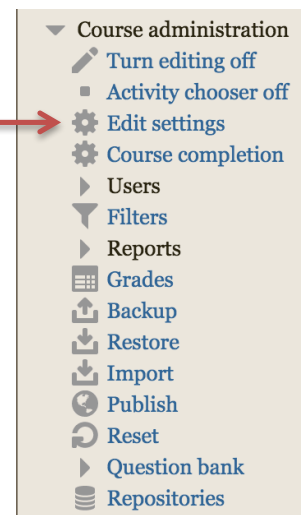 Course administration
Turn editing off
Activity chooser off
Edit settings
Course completion
Users
Filters
Reports
Grades
Backup
Restore
Import
Publish
Reset
Question bank
Repositories